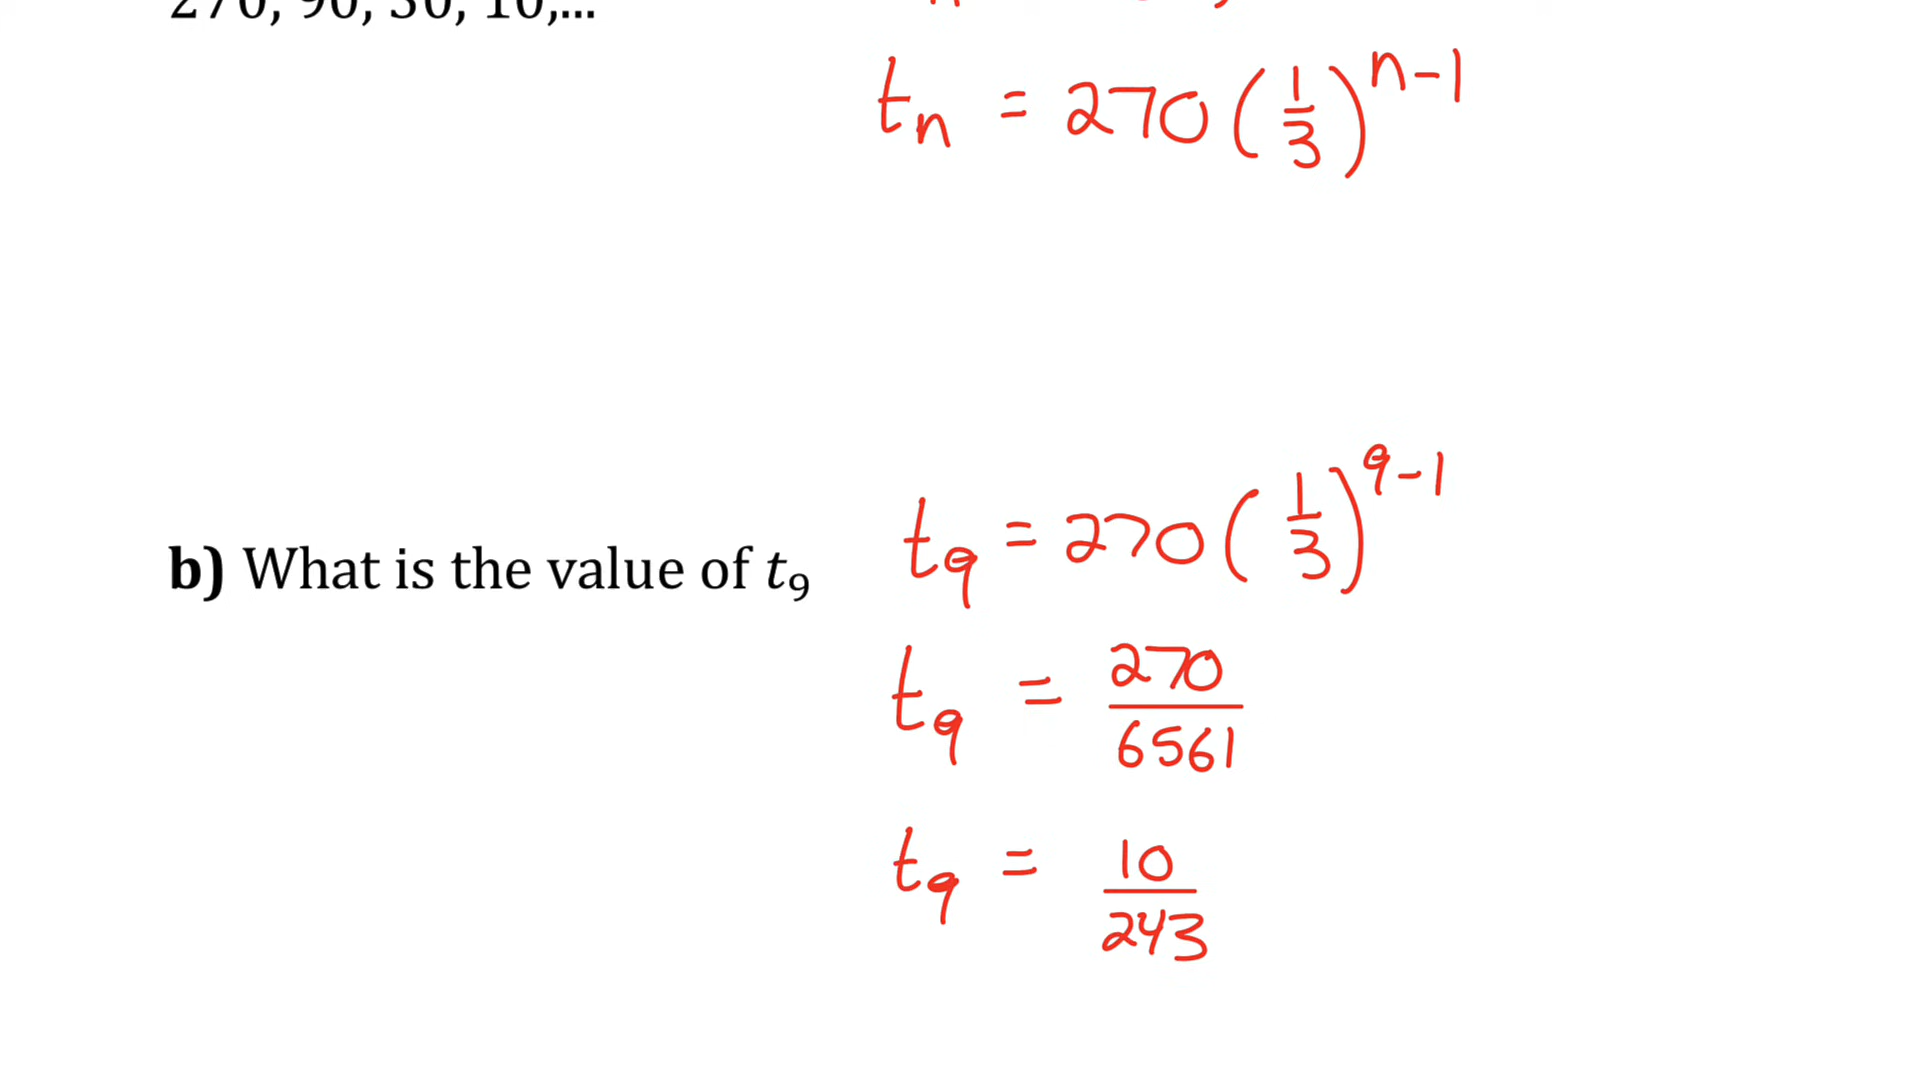 270, 90, 30, 10,...
tₙ = 270(1/3)ⁿ⁻¹
b) What is the value of t₉
t₉ = 270(1/3)⁹⁻¹
t₉ = 270/6561
t₉ = 10/243